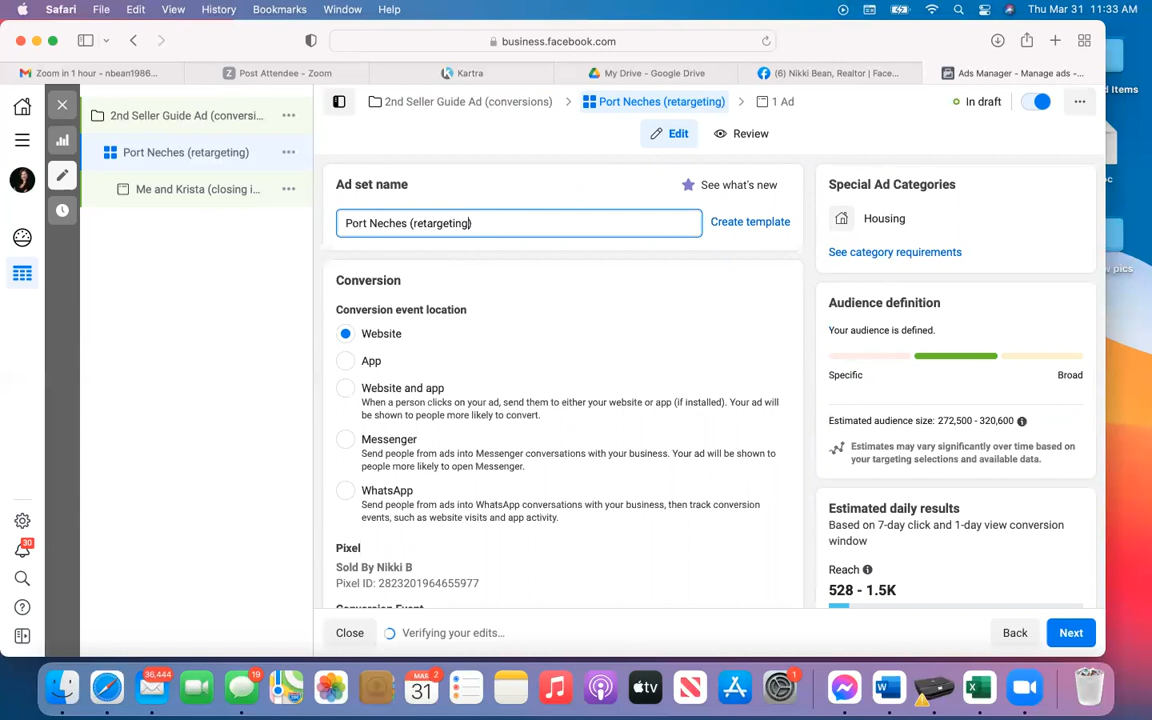 Safari File Edit View History Bookmarks Window Help
Thu Mar 31 11:33 AM
business.facebook.com
Zoom in 1 hour - nbean1986...
Post Attendee - Zoom
Kartra
My Drive - Google Drive
(6) Nikki Bean, Realtor | Face...
Ads Manager - Manage ads -...
2nd Seller Guide Ad (conversions)
Port Neches (retargeting)
1 Ad
In draft
Edit
Review
2nd Seller Guide Ad (conversi...
Port Neches (retargeting)
Me and Krista (closing i...
Ad set name
See what's new
Port Neches (retargeting)
Create template
Conversion
Conversion event location
Website
App
Website and app
When a person clicks on your ad, send them to either your website or app (if installed). Your ad will
be shown to people more likely to convert.
Messenger
Send people from ads into Messenger conversations with your business. Your ad will be shown to
people more likely to open Messenger.
WhatsApp
Send people from ads into WhatsApp conversations with your business, then track conversion
events, such as website visits and app activity.
Pixel
Sold By Nikki B
Pixel ID: 2823201964655977
Conversion Event
Special Ad Categories
Housing
See category requirements
Audience definition
Your audience is defined.
Specific
Broad
Estimated audience size: 272,500 - 320,600
Estimates may vary significantly over time based on
your targeting selections and available data.
Estimated daily results
Based on 7-day click and 1-day view conversion
window
Reach
528 - 1.5K
Close
Verifying your edits...
Back
Next
30
36,444
19
MAR
2
31
tv
1